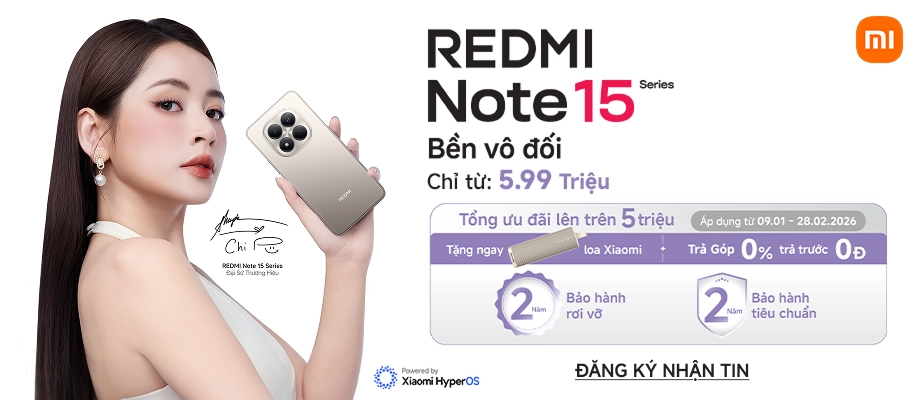 REDMI
Note 15 Series
Bền vô đối
Chỉ từ: 5.99 Triệu
Tổng ưu đãi lên trên 5 triệu
Áp dụng từ 09.01 - 28.02.2026
Tặng ngay loa Xiaomi + Trả Góp 0% trả trước 0Đ
2 Năm
Bảo hành
rơi vỡ
2 Năm
Bảo hành
tiêu chuẩn
REDMI
Chi P
REDMI Note 15 Series
Đại Sứ Thương Hiệu
Powered by
Xiaomi HyperOS
ĐĂNG KÝ NHẬN TIN